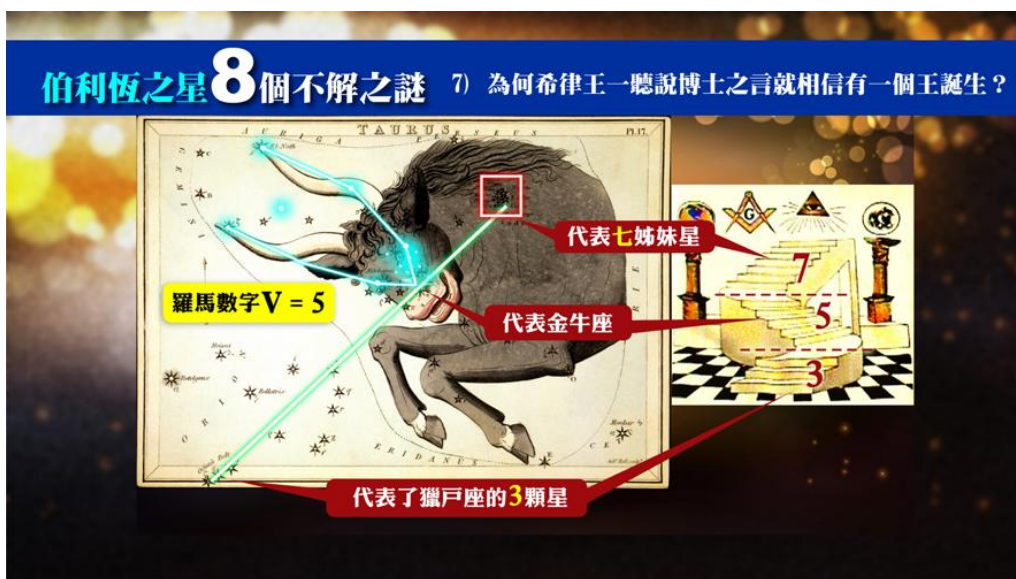 伯利恆之星8個不解之謎 7) 為何希律王一聽說博士之言就相信有一個王誕生?
AURIGA
TAURUS
PERSEUS
Pl.17.
G
代表七姊妹星
7
羅馬數字V = 5
代表金牛座
5
3
Bellatrix
ORION
ERIDANUS
代表了獵戶座的3顆星